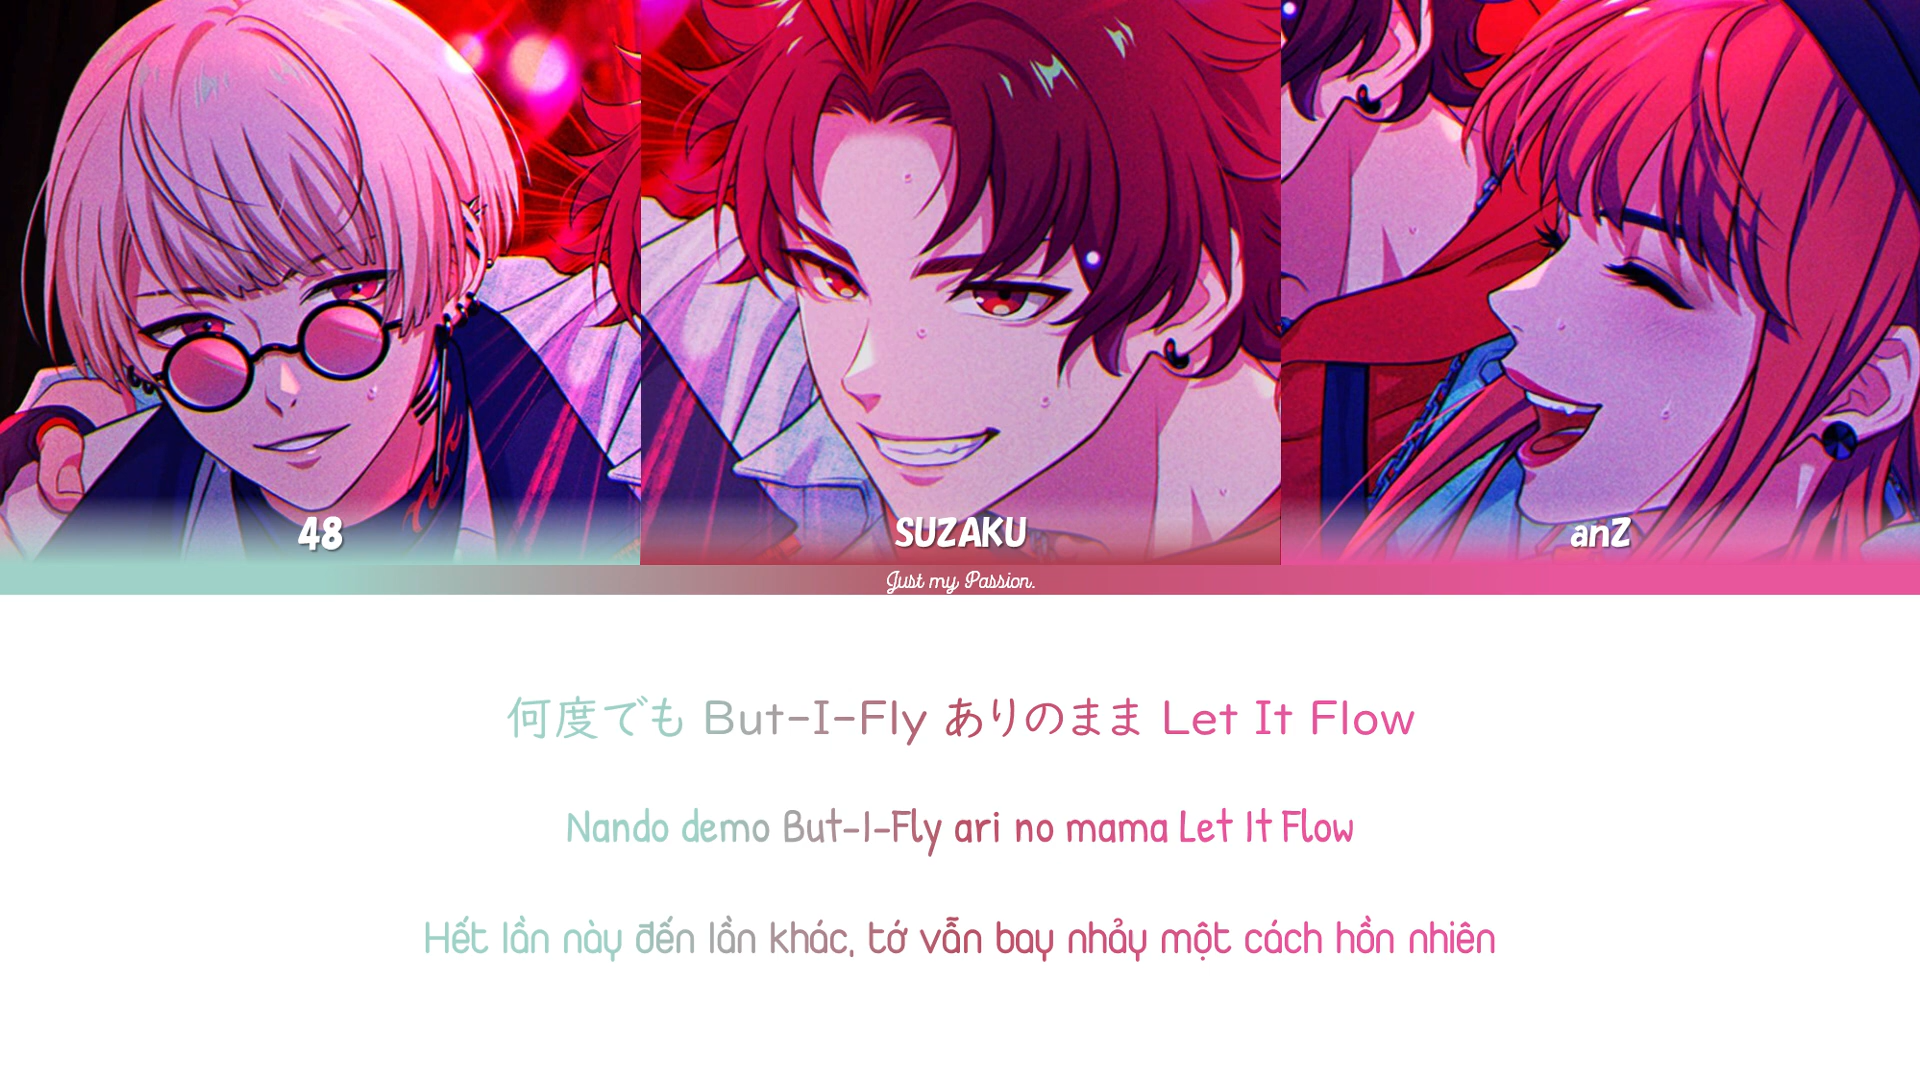 48
SUZAKU
anZ
Just my Passion.
何度でも But-I-Fly ありのまま Let It Flow
Nando demo But-I-Fly ari no mama Let It Flow
Hết lần này đến lần khác, tớ vẫn bay nhảy một cách hồn nhiên